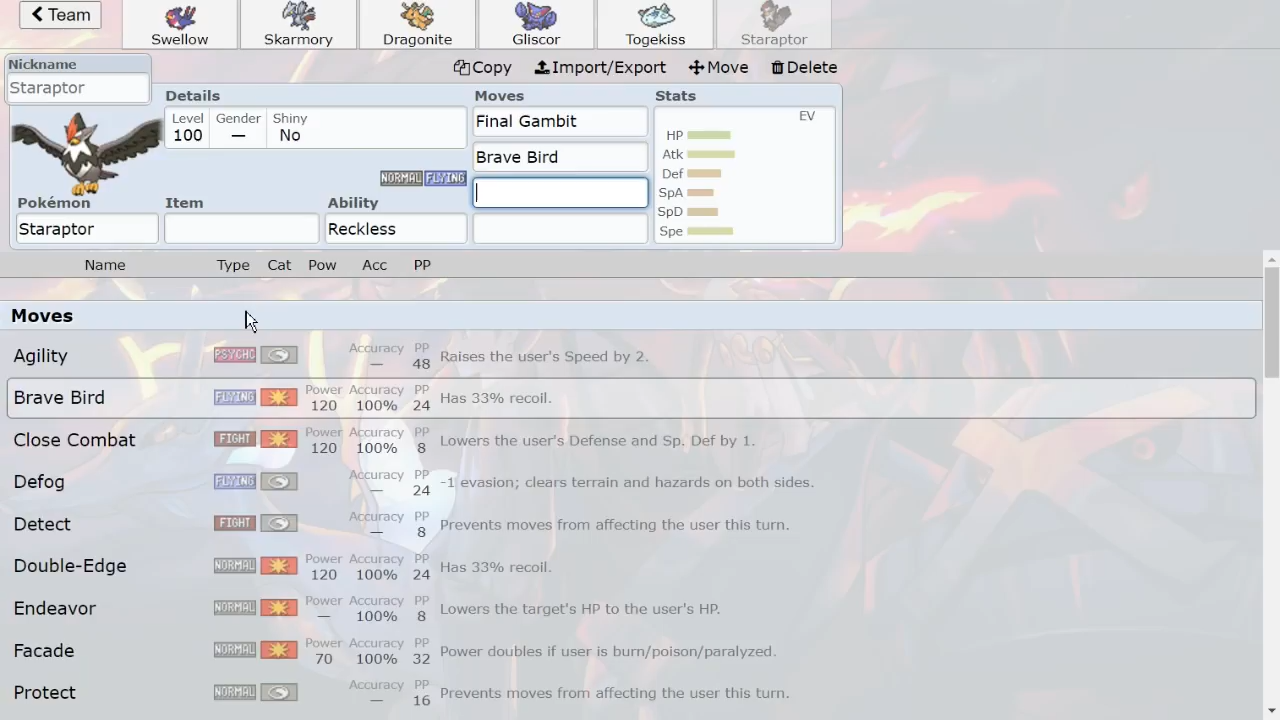 Team
Swellow
Skarmory
Dragonite
Gliscor
Togekiss
Staraptor
Nickname
Staraptor
Copy
Import/Export
Move
Delete
Details
Level
100
Gender
—
Shiny
No
NORMAL FLYING
Pokémon
Staraptor
Item
Ability
Reckless
Moves
Final Gambit
Brave Bird
Stats
EV
HP
Atk
Def
SpA
SpD
Spe
Name Type Cat Pow Acc PP
Moves
Agility PSYCHC Accuracy — PP 48 Raises the user's Speed by 2.
Brave Bird FLYING Power 120 Accuracy 100% PP 24 Has 33% recoil.
Close Combat FIGHT Power 120 Accuracy 100% PP 8 Lowers the user's Defense and Sp. Def by 1.
Defog FLYING Accuracy — PP 24 -1 evasion; clears terrain and hazards on both sides.
Detect FIGHT Accuracy — PP 8 Prevents moves from affecting the user this turn.
Double-Edge NORMAL Power 120 Accuracy 100% PP 24 Has 33% recoil.
Endeavor NORMAL Power — Accuracy 100% PP 8 Lowers the target's HP to the user's HP.
Facade NORMAL Power 70 Accuracy 100% PP 32 Power doubles if user is burn/poison/paralyzed.
Protect NORMAL Accuracy — PP 16 Prevents moves from affecting the user this turn.